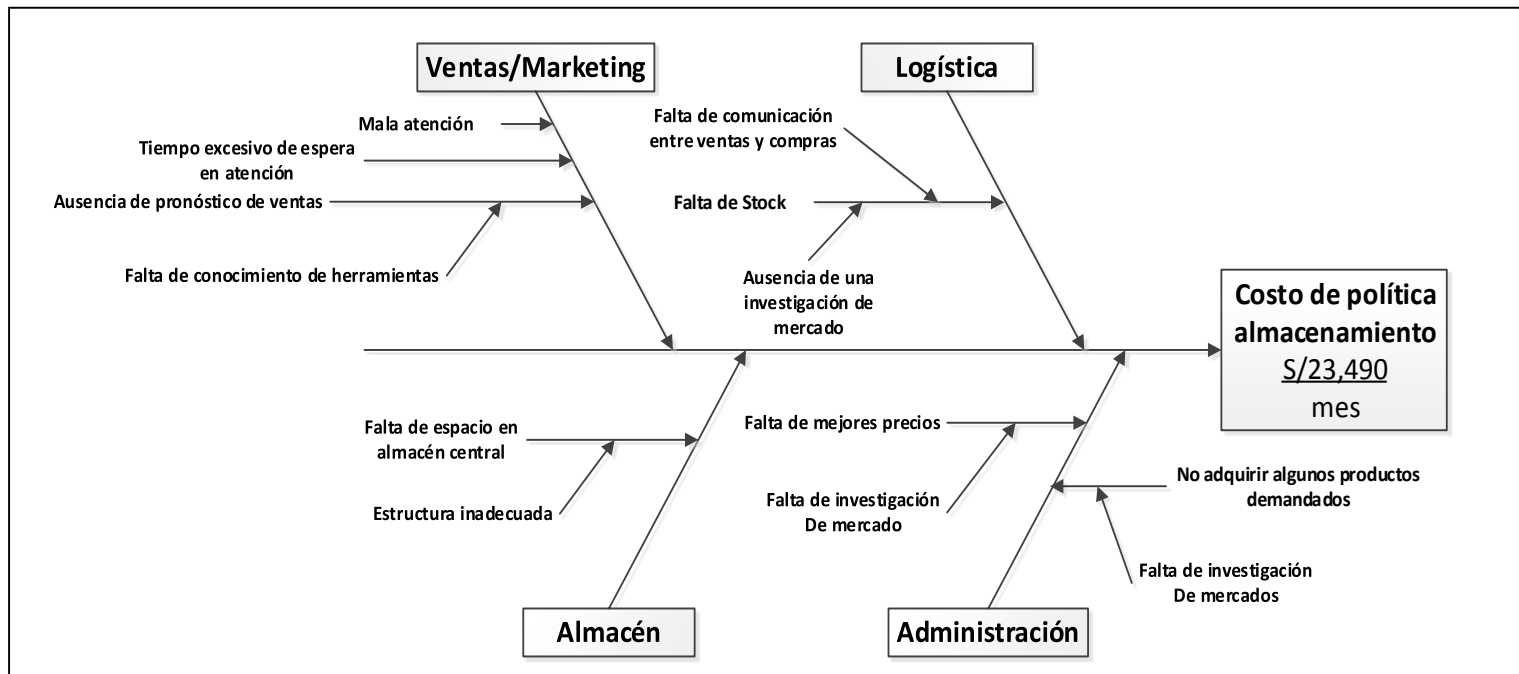 Ventas/Marketing
Logística
Mala atención
Tiempo excesivo de espera
en atención
Ausencia de pronóstico de ventas
Falta de conocimiento de herramientas
Falta de comunicación
entre ventas y compras
Falta de Stock
Ausencia de una
investigación de
mercado
Costo de política
almacenamiento
S/23,490
mes
Falta de espacio en
almacén central
Estructura inadecuada
Falta de mejores precios
Falta de investigación
De mercado
No adquirir algunos productos
demandados
Falta de investigación
De mercados
Almacén
Administración